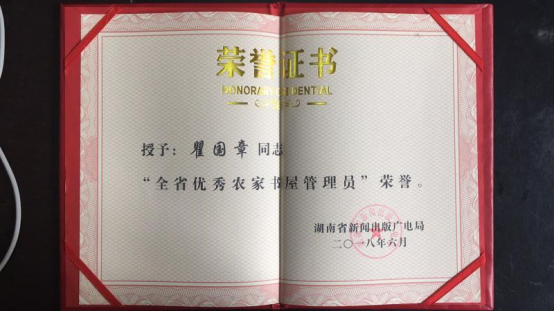 荣誉证书
HONORARY CREDENTIAL
授予：瞿国章同志
“全省优秀农家书屋管理员”荣誉。
湖南省新闻出版广电局
二〇一八年六月